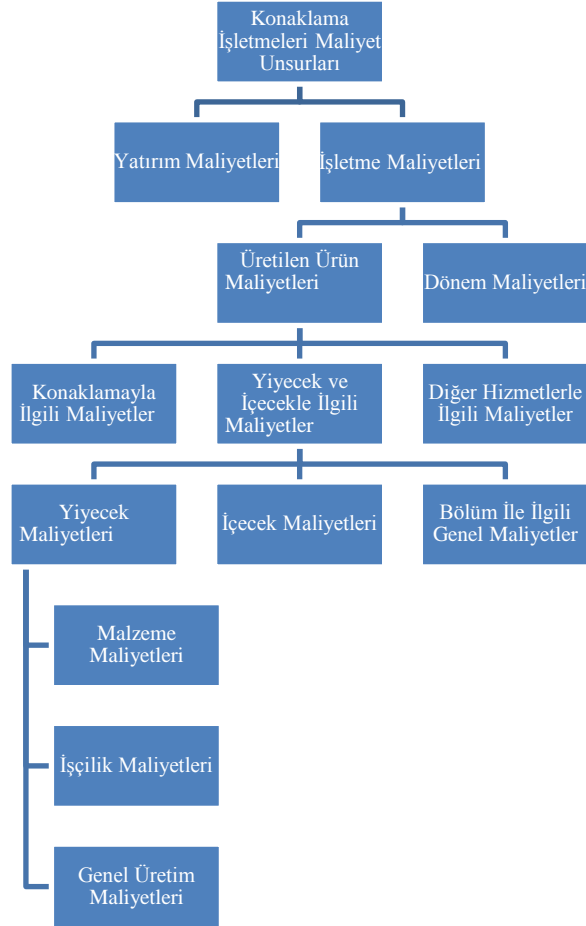 Konaklama
İşletmeleri Maliyet
Unsurları
Yatırım Maliyetleri
İşletme Maliyetleri
Üretilen Ürün
Maliyetleri
Dönem Maliyetleri
Konaklamayla
İlgili Maliyetler
Yiyecek ve
İçecekle İlgili
Maliyetler
Diğer Hizmetlerle
İlgili Maliyetler
Yiyecek
Maliyetleri
İçecek Maliyetleri
Bölüm İle İlgili
Genel Maliyetler
Malzeme
Maliyetleri
İşçilik Maliyetleri
Genel Üretim
Maliyetleri